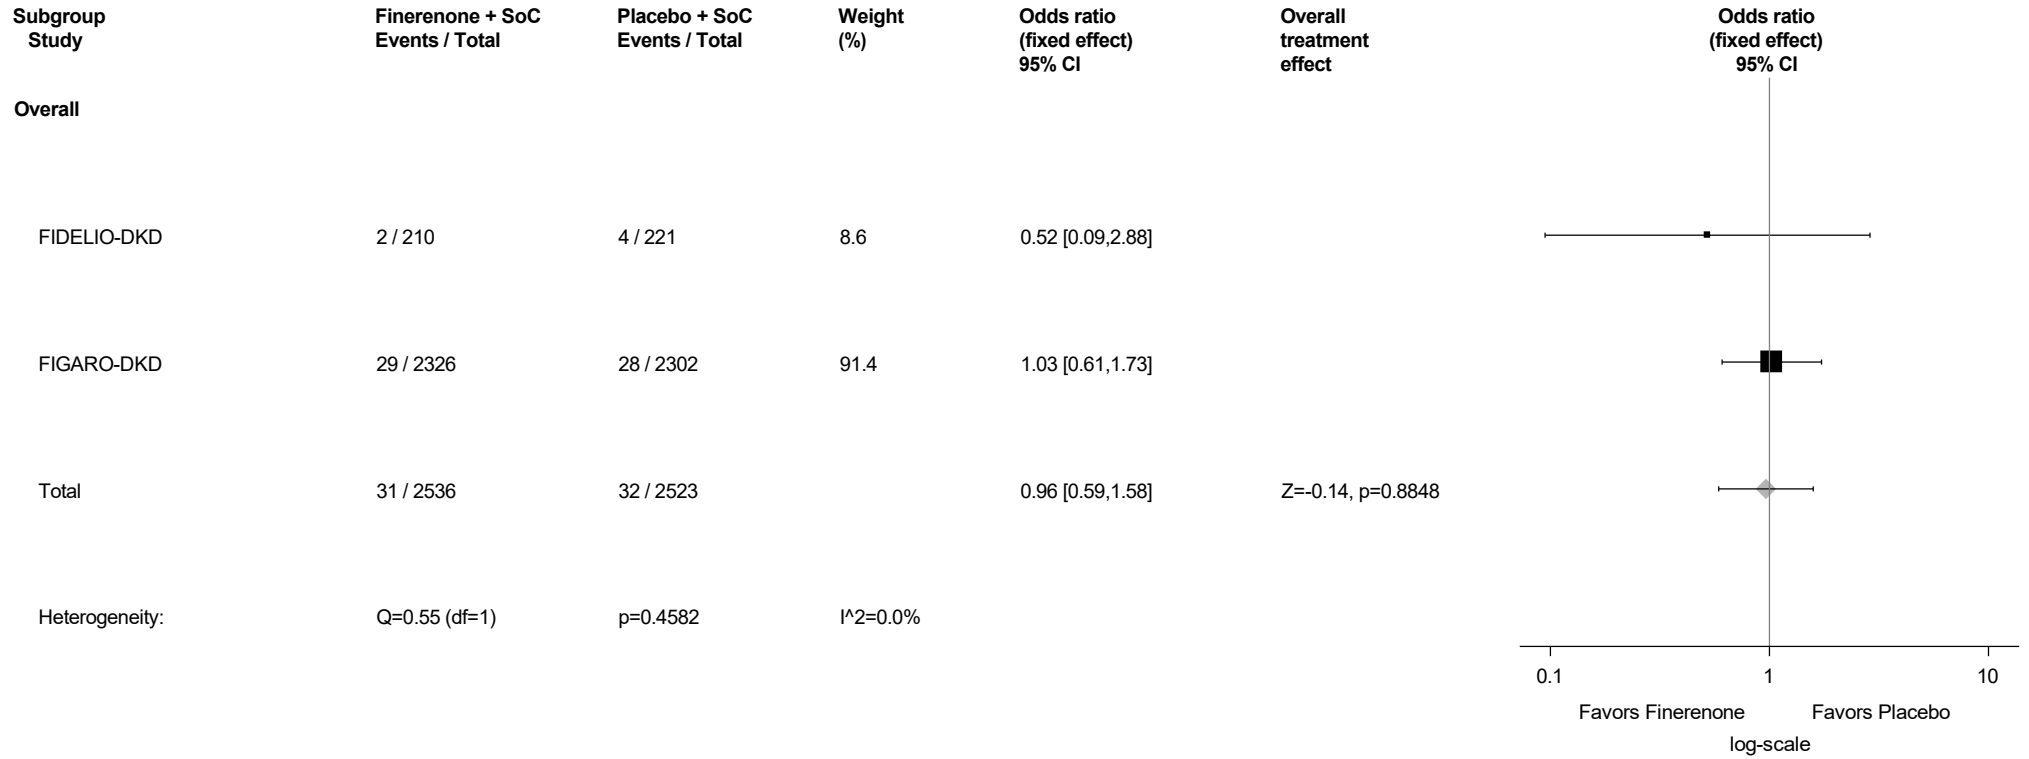 Subgroup Finerenone + SoC Placebo + SoC Weight Odds ratio Overall Odds ratio
Study Events / Total Events / Total (%) (fixed effect) treatment (fixed effect)
95% CI effect 95% CI
Overall
FIDELIO-DKD 2 / 210 4 / 221 8.6 0.52 [0.09,2.88]
FIGARO-DKD 29 / 2326 28 / 2302 91.4 1.03 [0.61,1.73]
Total 31 / 2536 32 / 2523 0.96 [0.59,1.58] Z=-0.14, p=0.8848
Heterogeneity: Q=0.55 (df=1) p=0.4582 I^2=0.0%
0.1 1 10
Favors Finerenone Favors Placebo
log-scale